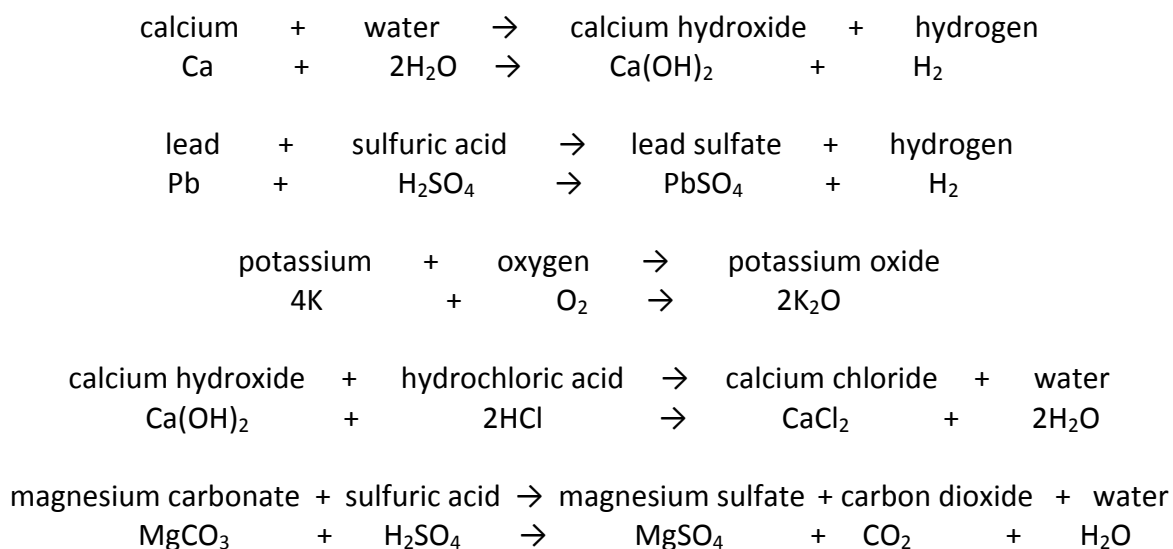 calcium + water → calcium hydroxide + hydrogen
Ca + 2H₂O → Ca(OH)₂ + H₂
lead + sulfuric acid → lead sulfate + hydrogen
Pb + H₂SO₄ → PbSO₄ + H₂
potassium + oxygen → potassium oxide
4K + O₂ → 2K₂O
calcium hydroxide + hydrochloric acid → calcium chloride + water
Ca(OH)₂ + 2HCl → CaCl₂ + 2H₂O
magnesium carbonate + sulfuric acid → magnesium sulfate + carbon dioxide + water
MgCO₃ + H₂SO₄ → MgSO₄ + CO₂ + H₂O